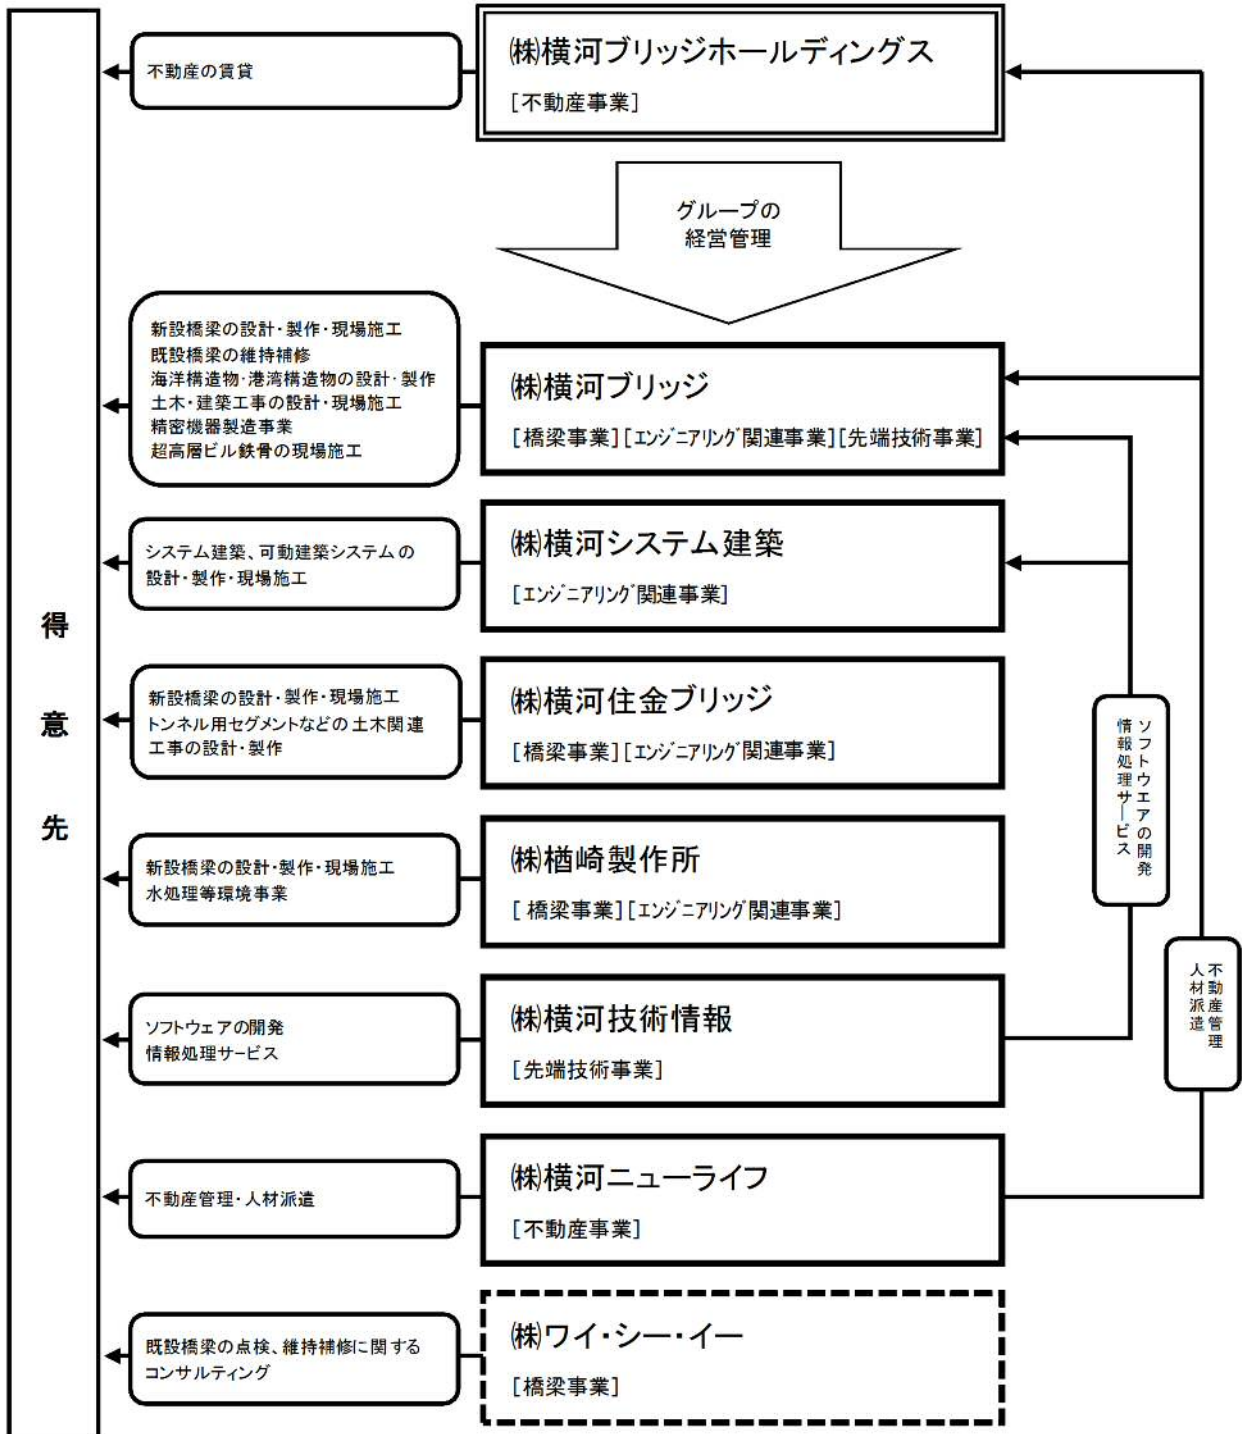 得意先
不動産の賃貸
㈱横河ブリッジホールディングス
[不動産事業]
グループの
経営管理
新設橋梁の設計・製作・現場施工
既設橋梁の維持補修
海洋構造物・港湾構造物の設計・製作
土木・建築工事の設計・現場施工
精密機器製造事業
超高層ビル鉄骨の現場施工
㈱横河ブリッジ
[橋梁事業][エンジニアリング関連事業][先端技術事業]
システム建築、可動建築システムの
設計・製作・現場施工
㈱横河システム建築
[エンジニアリング関連事業]
新設橋梁の設計・製作・現場施工
トンネル用セグメントなどの土木関連
工事の設計・製作
㈱横河住金ブリッジ
[橋梁事業][エンジニアリング関連事業]
新設橋梁の設計・製作・現場施工
水処理等環境事業
㈱楢崎製作所
[橋梁事業][エンジニアリング関連事業]
ソフトウェアの開発
情報処理サービス
㈱横河技術情報
[先端技術事業]
不動産管理・人材派遣
㈱横河ニューライフ
[不動産事業]
既設橋梁の点検、維持補修に関する
コンサルティング
㈱ワイ・シー・イー
[橋梁事業]
ソフトウエアの開発
情報処理サービス
不動産管理
人材派遣